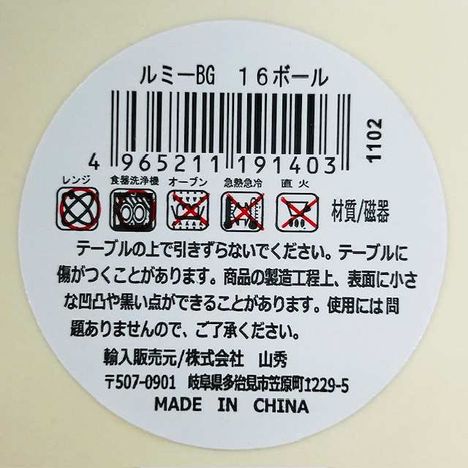 ルミーBG 16ボール
1102
4 965211 191403
レンジ 食器洗浄機 オーブン 急熱急冷 直火
材質/磁器
テーブルの上で引きずらないでください。テーブルに
傷がつくことがあります。商品の製造工程上、表面に小さ
な凹凸や黒い点ができることがあります。使用には問
題ありませんので、ご了承ください。
輸入販売元/株式会社 山秀
〒507-0901 岐阜県多治見市笠原町1229-5
MADE IN CHINA